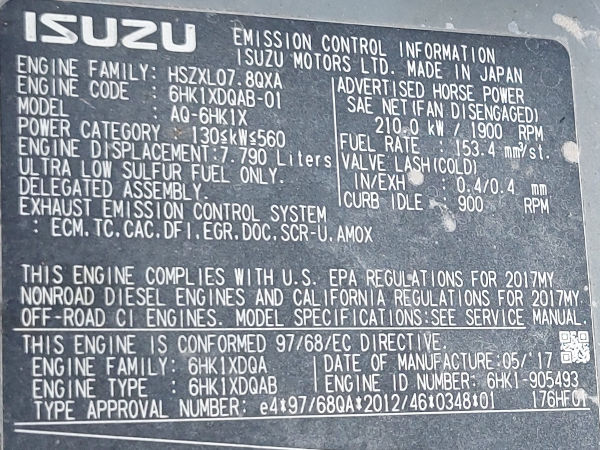 ISUZU EMISSION CONTROL INFORMATION
ISUZU MOTORS LTD. MADE IN JAPAN
ENGINE FAMILY: HSZXL07.8QXA
ENGINE CODE : 6HK1XDQAB-01
MODEL : AQ-6HK1X
POWER CATEGORY : 130≤kW≤560
ENGINE DISPLACEMENT:7.790 Liters
ULTRA LOW SULFUR FUEL ONLY.
DELEGATED ASSEMBLY.
EXHAUST EMISSION CONTROL SYSTEM
: ECM.TC.CAC.DFI.EGR.DOC.SCR-U.AMOX
ADVERTISED HORSE POWER
SAE NET(FAN DISENGAGED)
210.0 kW / 1900 RPM
FUEL RATE : 153.4 mm³/st.
VALVE LASH(COLD)
IN/EXH : 0.4/0.4 mm
CURB IDLE : 900 RPM
THIS ENGINE COMPLIES WITH U.S. EPA REGULATIONS FOR 2017MY
NONROAD DIESEL ENGINES AND CALIFORNIA REGULATIONS FOR 2017MY
OFF-ROAD CI ENGINES. MODEL SPECIFICATIONS:SEE SERVICE MANUAL.
THIS ENGINE IS CONFORMED 97/68/EC DIRECTIVE.
ENGINE FAMILY : 6HK1XDQA DATE OF MANUFACTURE:05/'17
ENGINE TYPE : 6HK1XDQAB ENGINE ID NUMBER: 6HK1-905493
TYPE APPROVAL NUMBER: e4*97/68QA*2012/46*0348*01 176HF01